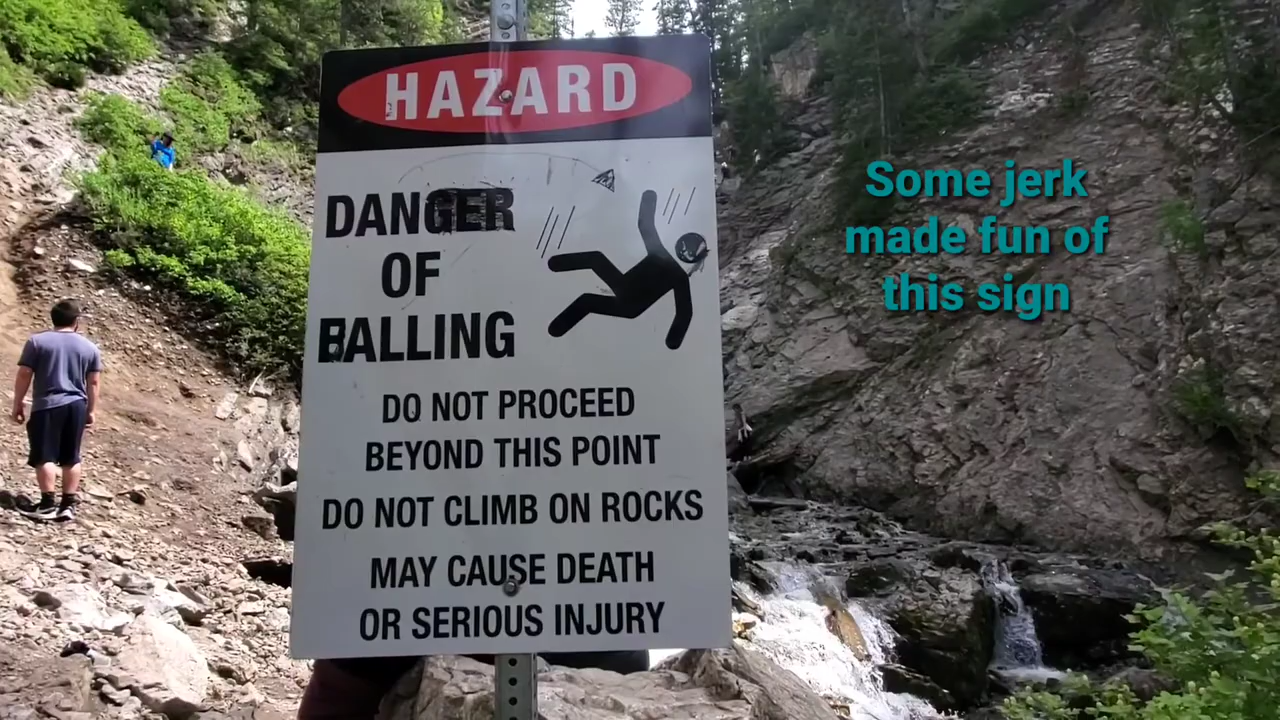 HAZARD
DANGER
OF
BALLING
DO NOT PROCEED
BEYOND THIS POINT
DO NOT CLIMB ON ROCKS
MAY CAUSE DEATH
OR SERIOUS INJURY
Some jerk
made fun of
this sign